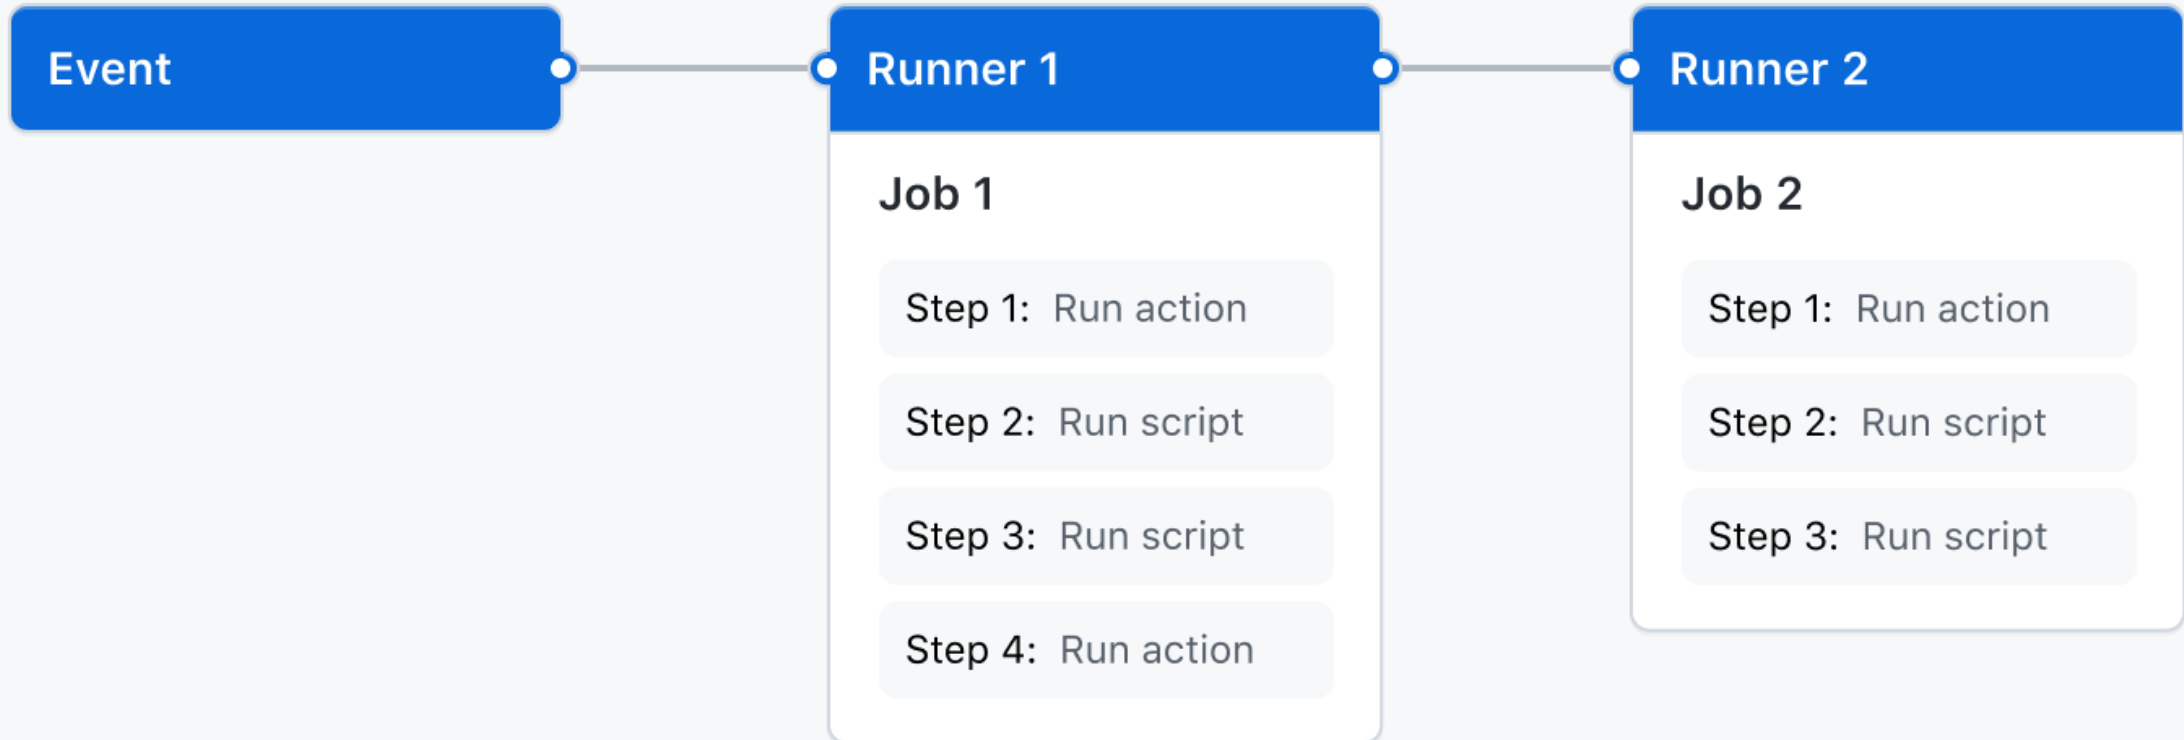 Event
Runner 1
Job 1
Step 1: Run action
Step 2: Run script
Step 3: Run script
Step 4: Run action
Runner 2
Job 2
Step 1: Run action
Step 2: Run script
Step 3: Run script